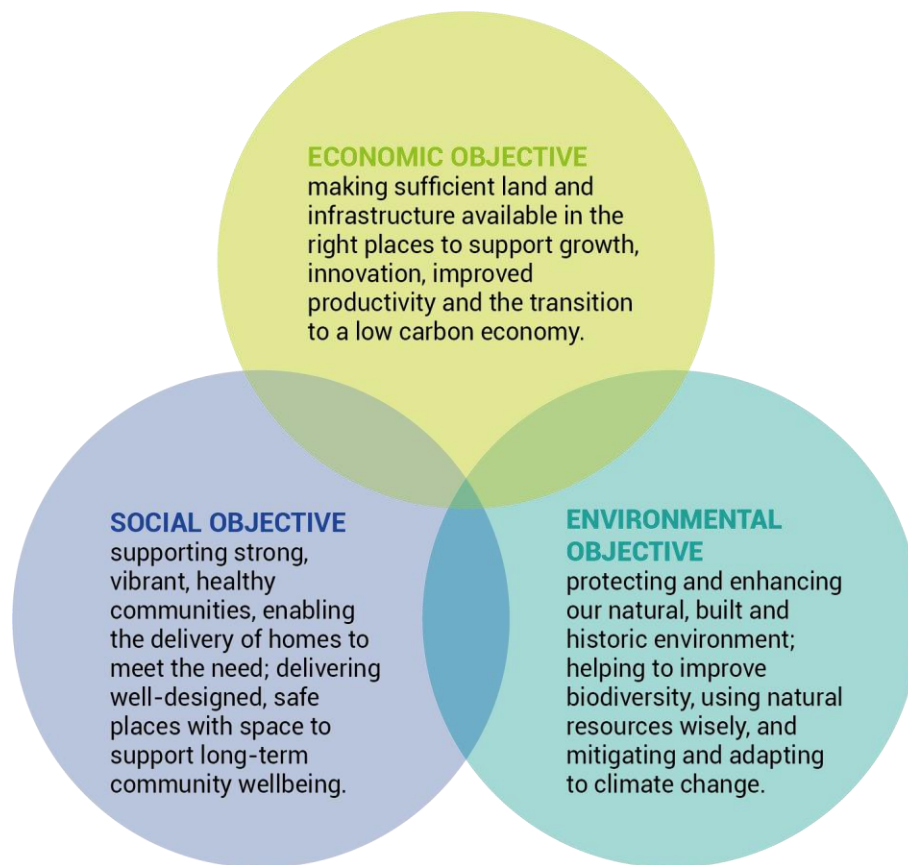 ECONOMIC OBJECTIVE
making sufficient land and
infrastructure available in the
right places to support growth,
innovation, improved
productivity and the transition
to a low carbon economy.
SOCIAL OBJECTIVE
supporting strong,
vibrant, healthy
communities, enabling
the delivery of homes to
meet the need; delivering
well-designed, safe
places with space to
support long-term
community wellbeing.
ENVIRONMENTAL
OBJECTIVE
protecting and enhancing
our natural, built and
historic environment;
helping to improve
biodiversity, using natural
resources wisely, and
mitigating and adapting
to climate change.